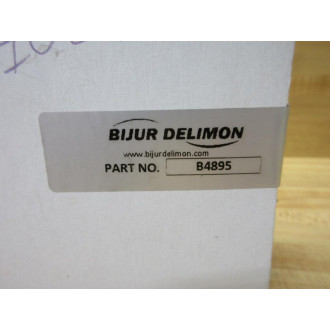 BIJUR DELIMON
www.bijurdelimon.com
PART NO. B4895